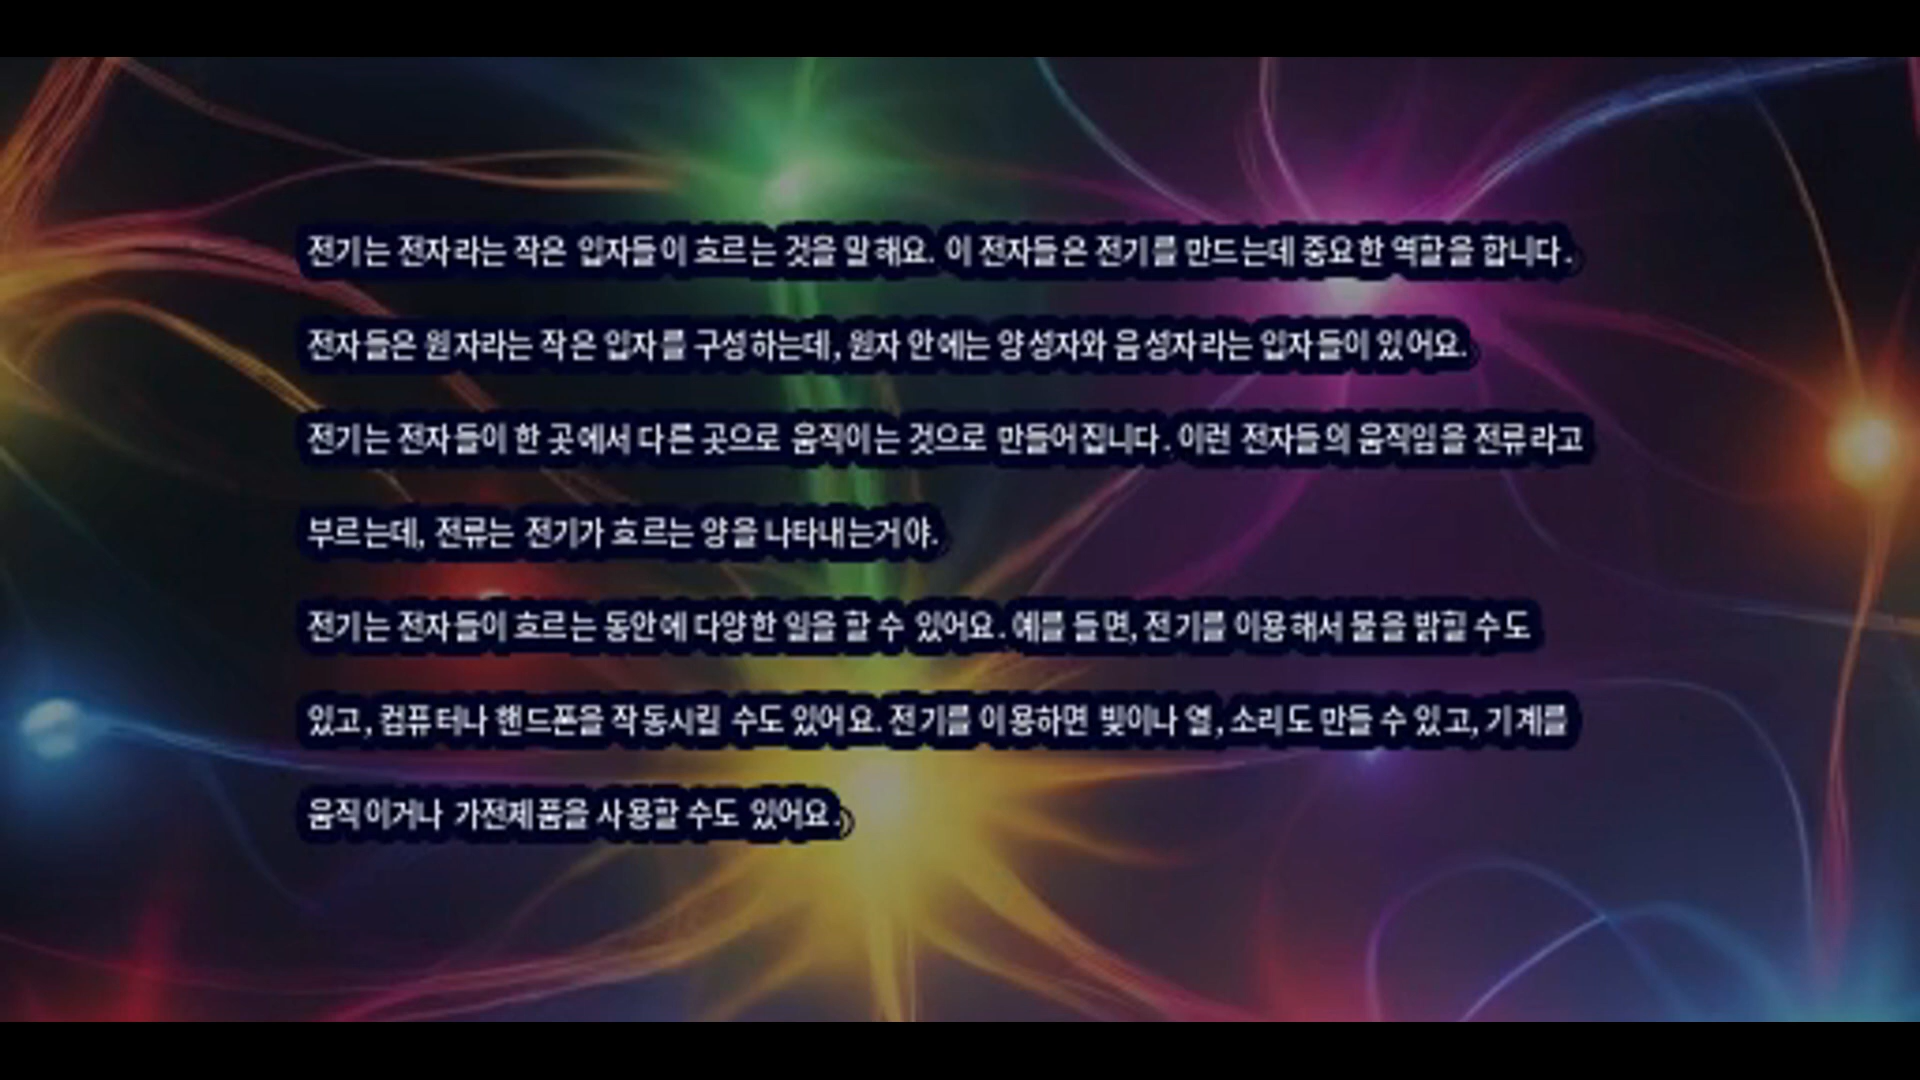 전기는 전자라는 작은 입자들이 흐르는 것을 말해요. 이 전자들은 전기를 만드는데 중요한 역할을 합니다.
전자들은 원자라는 작은 입자를 구성하는데, 원자 안에는 양성자와 음성자라는 입자들이 있어요.
전기는 전자들이 한 곳에서 다른 곳으로 움직이는 것으로 만들어집니다. 이런 전자들의 움직임을 전류라고
부르는데, 전류는 전기가 흐르는 양을 나타내는거야.
전기는 전자들이 흐르는 동안에 다양한 일을 할 수 있어요. 예를 들면, 전기를 이용해서 물을 밝힐 수도
있고, 컴퓨터나 핸드폰을 작동시킬 수도 있어요. 전기를 이용하면 빛이나 열, 소리도 만들 수 있고, 기계를
움직이거나 가전제품을 사용할 수도 있어요.